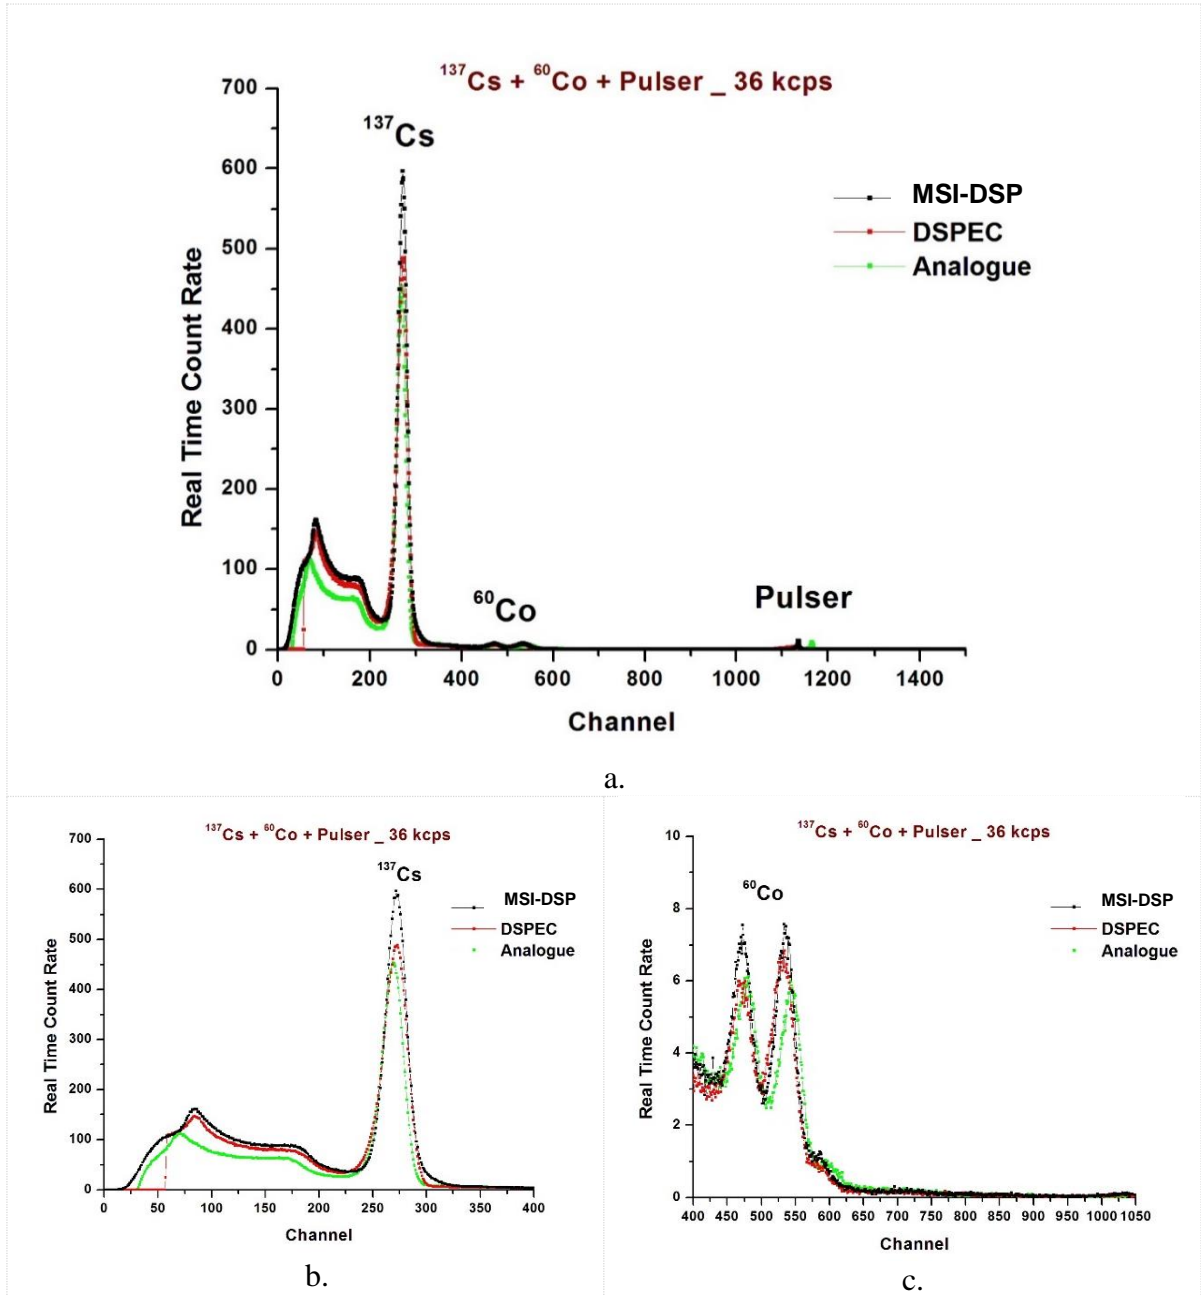 ¹³⁷Cs + ⁶⁰Co + Pulser _ 36 kcps
700
600
500
400
300
200
100
0
Real Time Count Rate
¹³⁷Cs
⁶⁰Co
Pulser
MSI-DSP
DSPEC
Analogue
0 200 400 600 800 1000 1200 1400
Channel
a.
¹³⁷Cs + ⁶⁰Co + Pulser _ 36 kcps
700
600
500
400
300
200
100
0
Real Time Count Rate
¹³⁷Cs
MSI-DSP
DSPEC
Analogue
0 50 100 150 200 250 300 350 400
Channel
b.
¹³⁷Cs + ⁶⁰Co + Pulser _ 36 kcps
10
8
6
4
2
0
Real Time Count Rate
⁶⁰Co
MSI-DSP
DSPEC
Analogue
400 450 500 550 600 650 700 750 800 850 900 950 1000 1050
Channel
c.